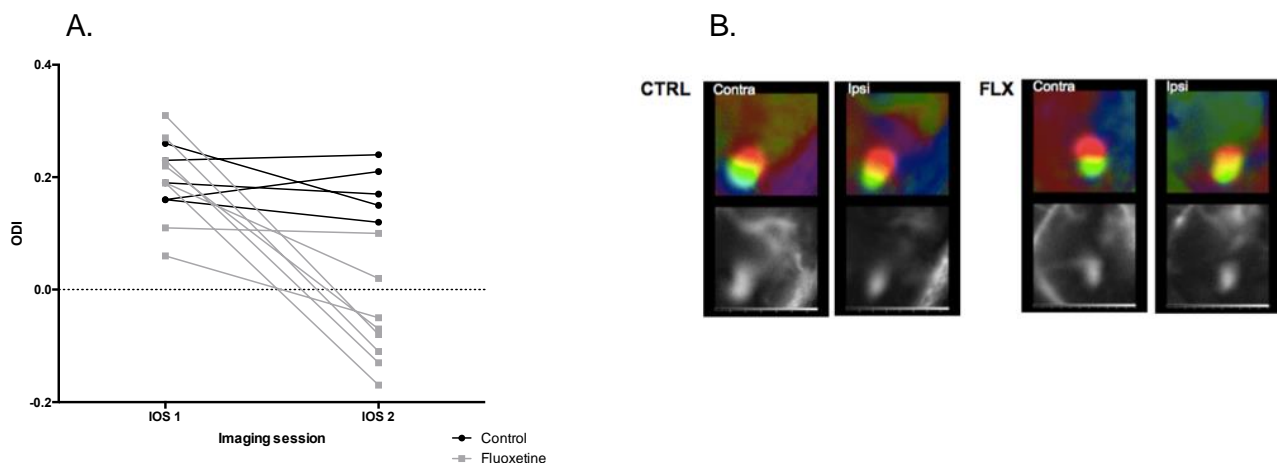 A.
B.
0.4
0.2
0.0
-0.2
ODI
IOS 1
IOS 2
Imaging session
Control
Fluoxetine
CTRL
Contra
Ipsi
FLX
Contra
Ipsi